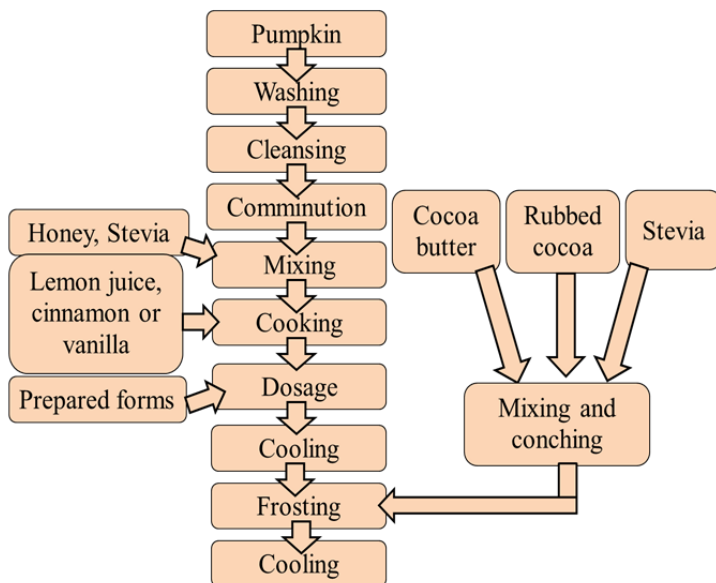 Pumpkin
Washing
Cleansing
Comminution
Honey, Stevia
Mixing
Lemon juice,
cinnamon or
vanilla
Cooking
Prepared forms
Dosage
Cooling
Frosting
Cooling
Cocoa
butter
Rubbed
cocoa
Stevia
Mixing and
conching